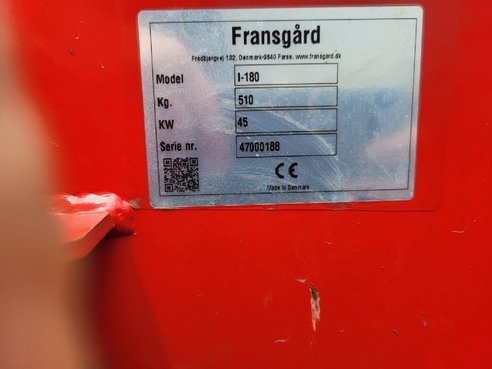 Fransgård
Fredbjergvej 132, Denmark-9640 Farsø. www.fransgard.dk
Model I-180
Kg. 510
KW 45
Serie nr. 47000188
CE
Made in Denmark